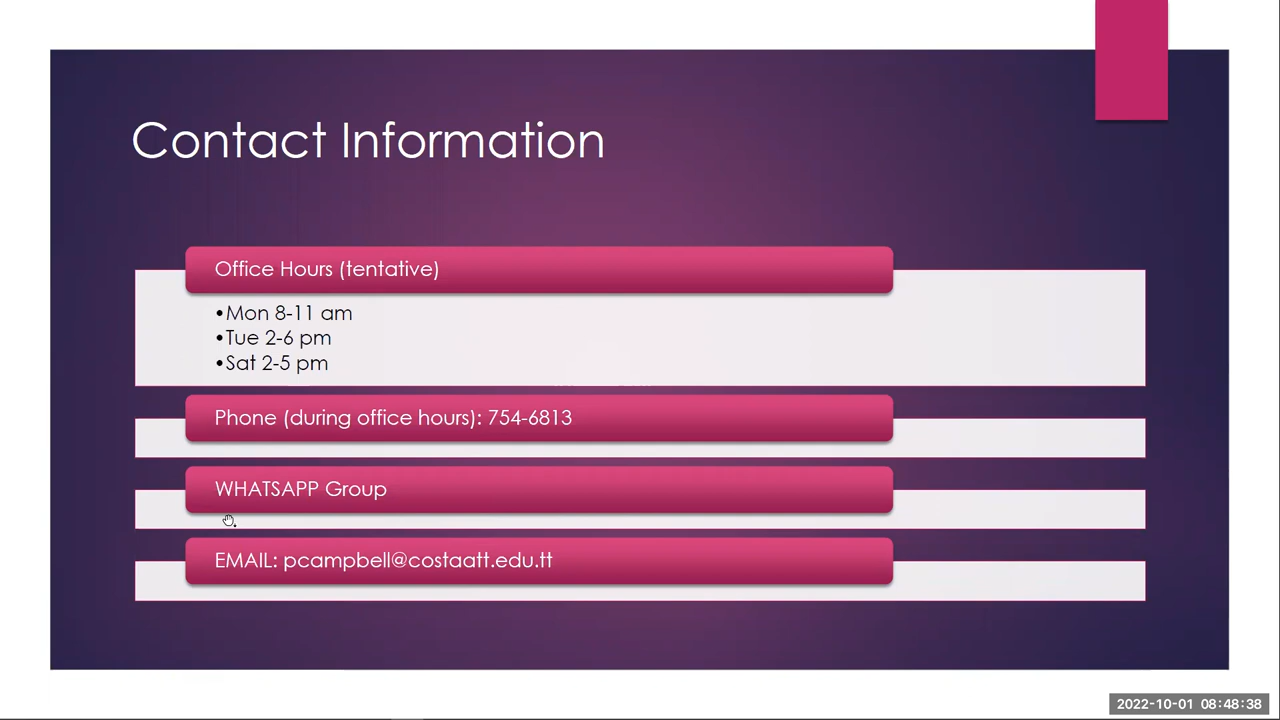 Contact Information
Office Hours (tentative)
•Mon 8-11 am
•Tue 2-6 pm
•Sat 2-5 pm
Phone (during office hours): 754-6813
WHATSAPP Group
EMAIL: pcampbell@costaatt.edu.tt
2022-10-01 08:48:38